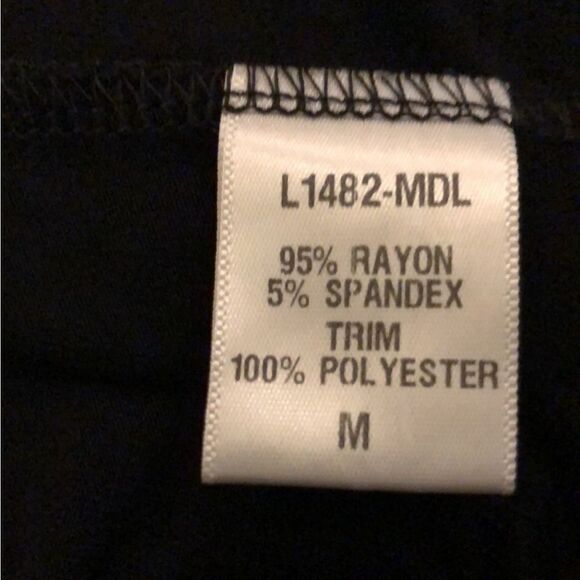 L1482-MDL
95% RAYON
5% SPANDEX
TRIM
100% POLYESTER
M